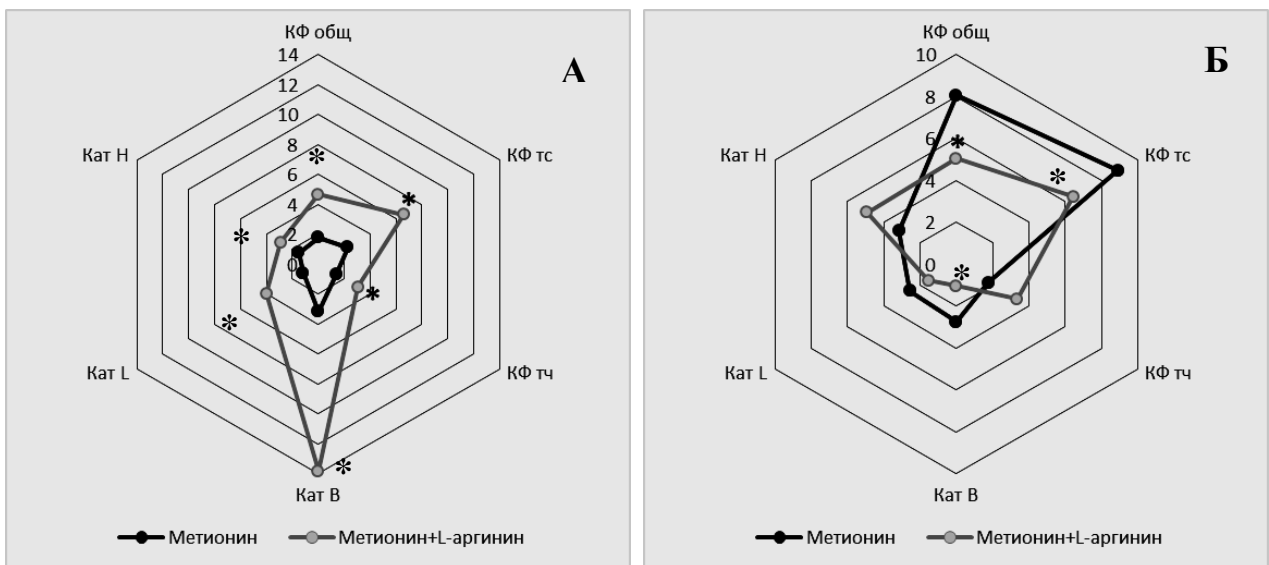 А
КФ общ
14
12
10
8
6
4
2
0
КФ тс
КФ тч
Кат В
Кат L
Кат Н
*
*
*
*
*
*
Метионин
Метионин+L-аргинин
Б
КФ общ
10
8
6
4
2
0
КФ тс
КФ тч
Кат В
Кат L
Кат Н
*
*
*
Метионин
Метионин+L-аргинин